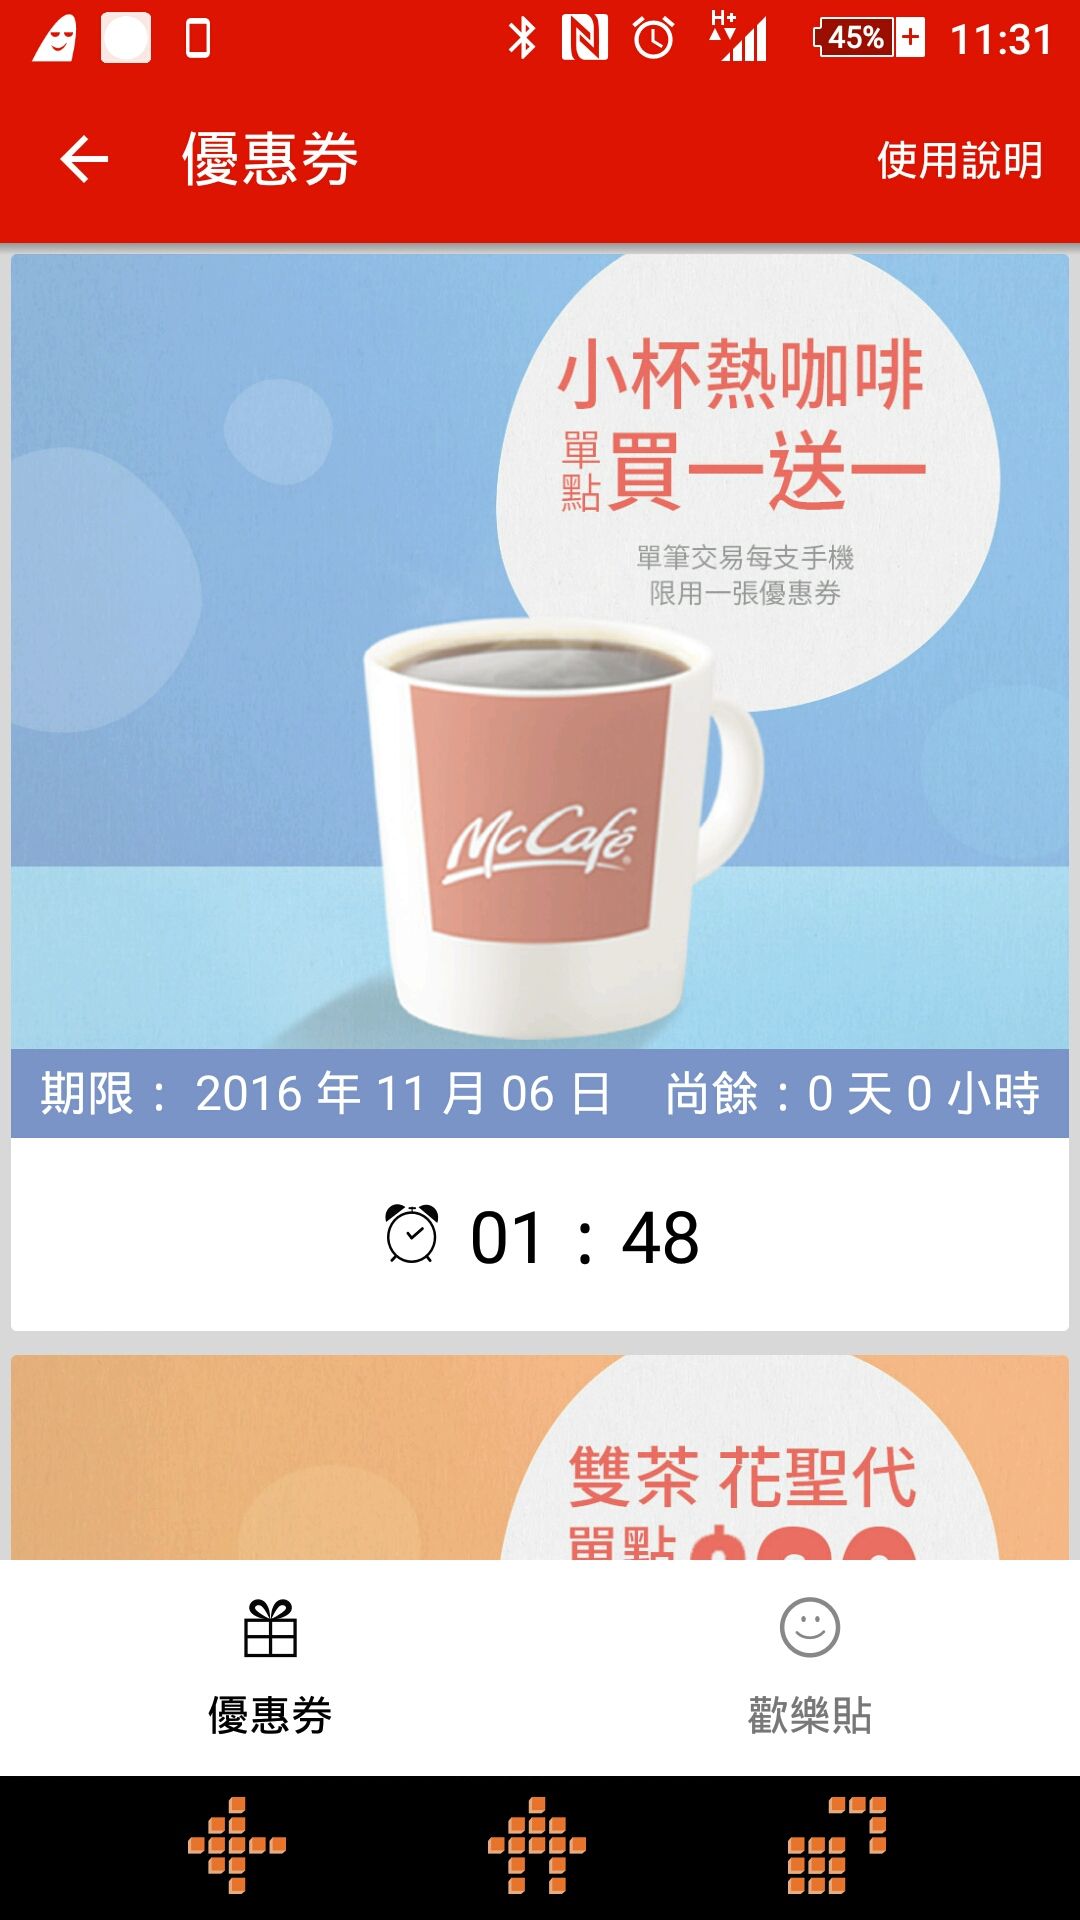 H+
45%
11:31
優惠券
使用說明
小杯熱咖啡
單點 買一送一
單筆交易每支手機
限用一張優惠券
McCafé®
期限： 2016 年 11 月 06 日 尚餘：0 天 0 小時
01 : 48
雙茶 花聖代
單點
優惠券
歡樂貼